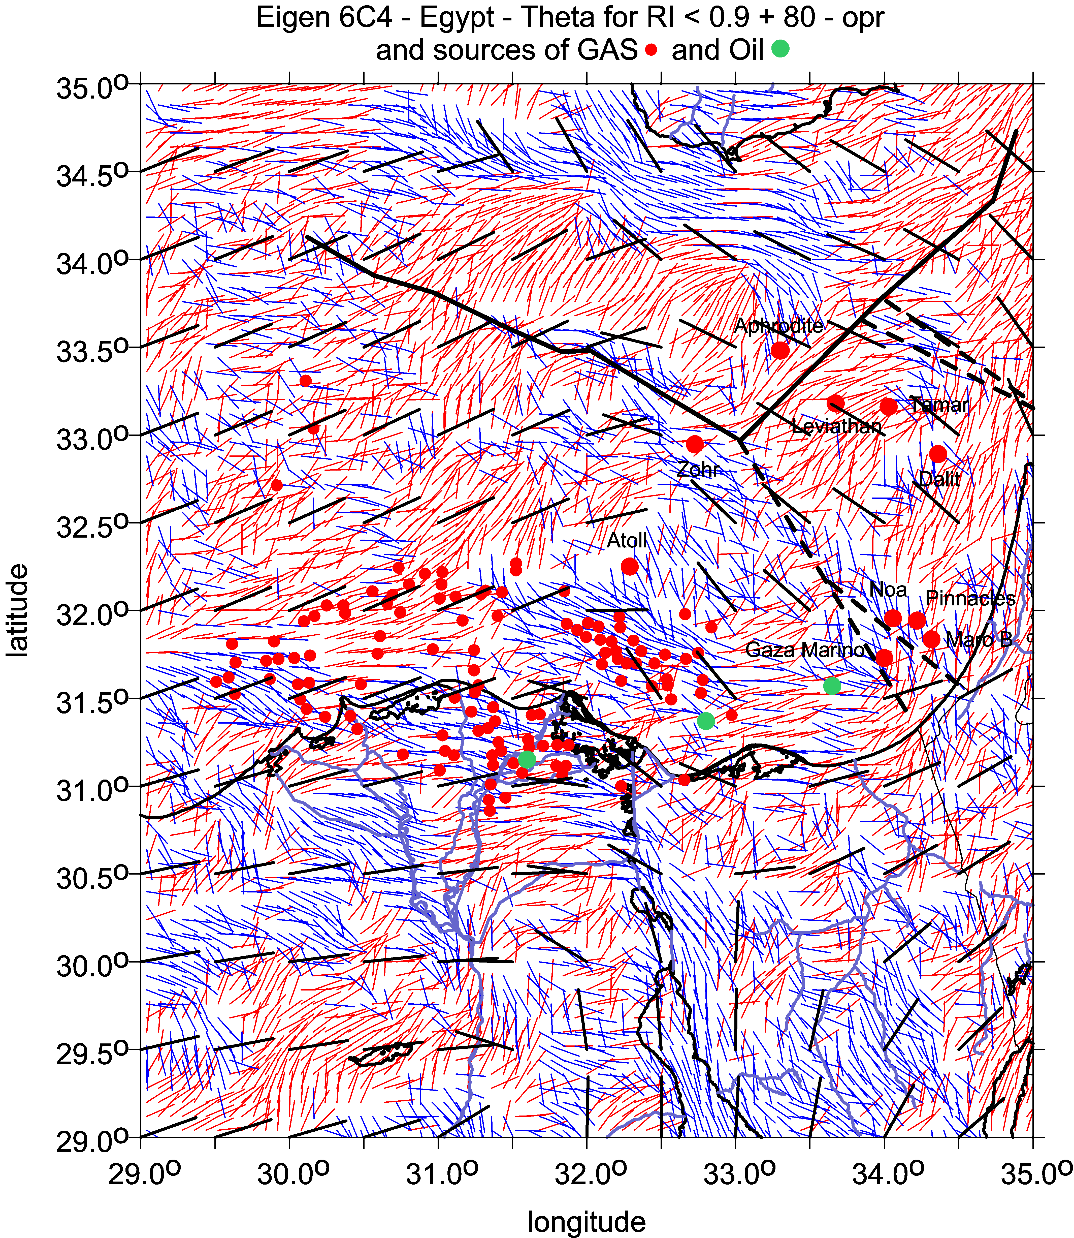 Eigen 6C4 - Egypt - Theta for RI < 0.9 + 80 - opr
and sources of GAS and Oil
35.0º
34.5º
34.0º
33.5º
33.0º
32.5º
32.0º
31.5º
31.0º
30.5º
30.0º
29.5º
29.0º
latitude
Aphrodite
Tamar
Leviathan
Zohr
Dalit
Atoll
Noa
Pinnacles
Maro B
Gaza Marino
29.0º 30.0º 31.0º 32.0º 33.0º 34.0º 35.0º
longitude